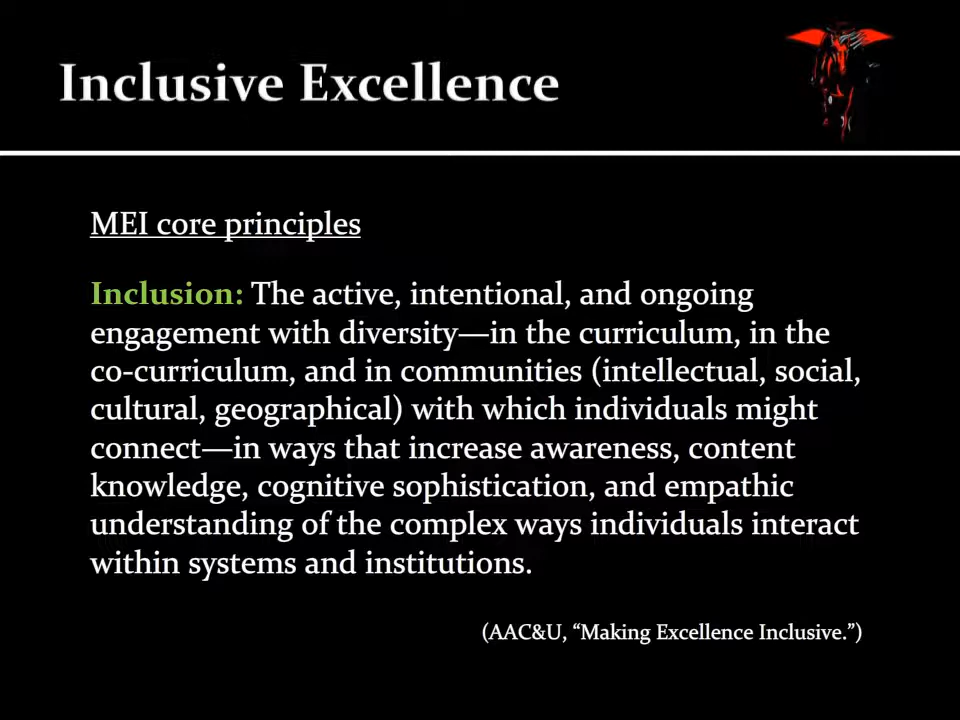 Inclusive Excellence
MEI core principles
Inclusion: The active, intentional, and ongoing
engagement with diversity—in the curriculum, in the
co-curriculum, and in communities (intellectual, social,
cultural, geographical) with which individuals might
connect—in ways that increase awareness, content
knowledge, cognitive sophistication, and empathic
understanding of the complex ways individuals interact
within systems and institutions.
(AAC&U, “Making Excellence Inclusive.”)